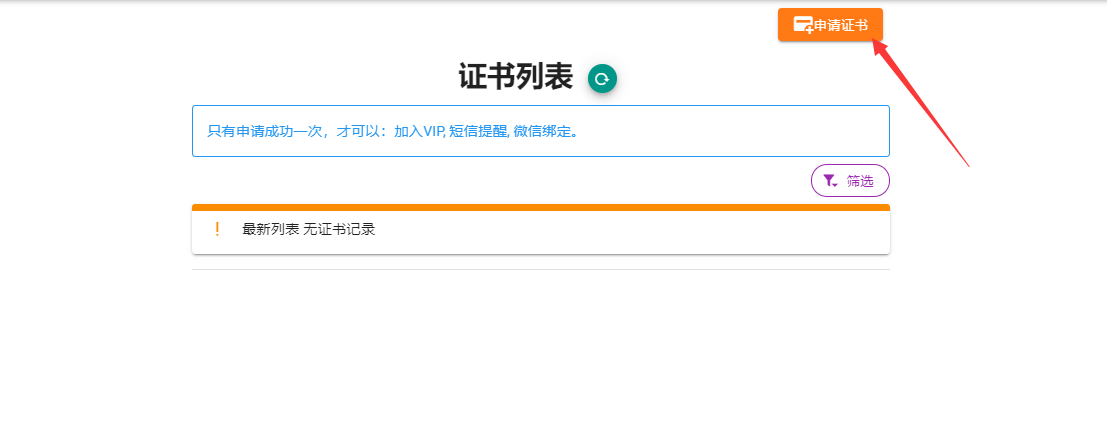 申请证书
证书列表
只有申请成功一次，才可以：加入VIP, 短信提醒, 微信绑定。
筛选
! 最新列表 无证书记录